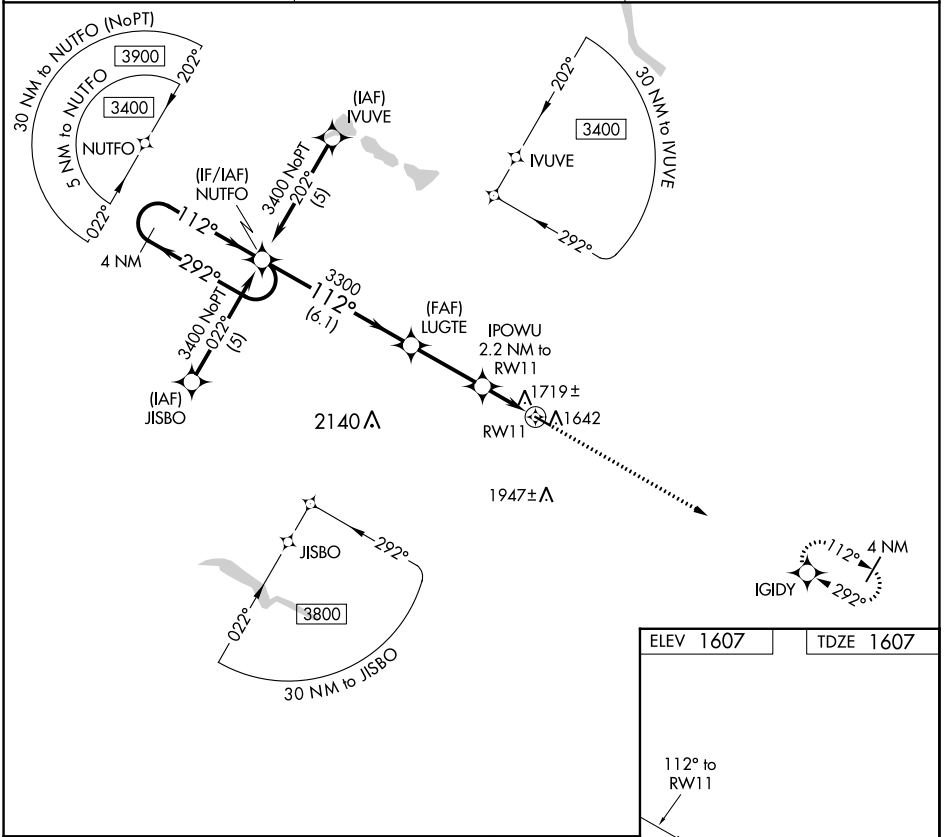 30 NM to NUTFO (NoPT)
3900
202°
5 NM to NUTFO
3400
NUTFO
022°
(IAF)
IVUVE
3400 NoPT
202°
(5)
202°
30 NM to IVUVE
3400
IVUVE
292°
(IF/IAF)
NUTFO
112°
4 NM
292°
3300
112°
(6.1)
3400 NoPT
022°
(5)
(IAF)
JISBO
(FAF)
LUGTE
IPOWU
2.2 NM to
RW11
1719±
1642
RW11
2140
1947±
JISBO
292°
022°
3800
30 NM to JISBO
112°
4 NM
IGIDY
292°
ELEV 1607
TDZE 1607
112° to
RW11